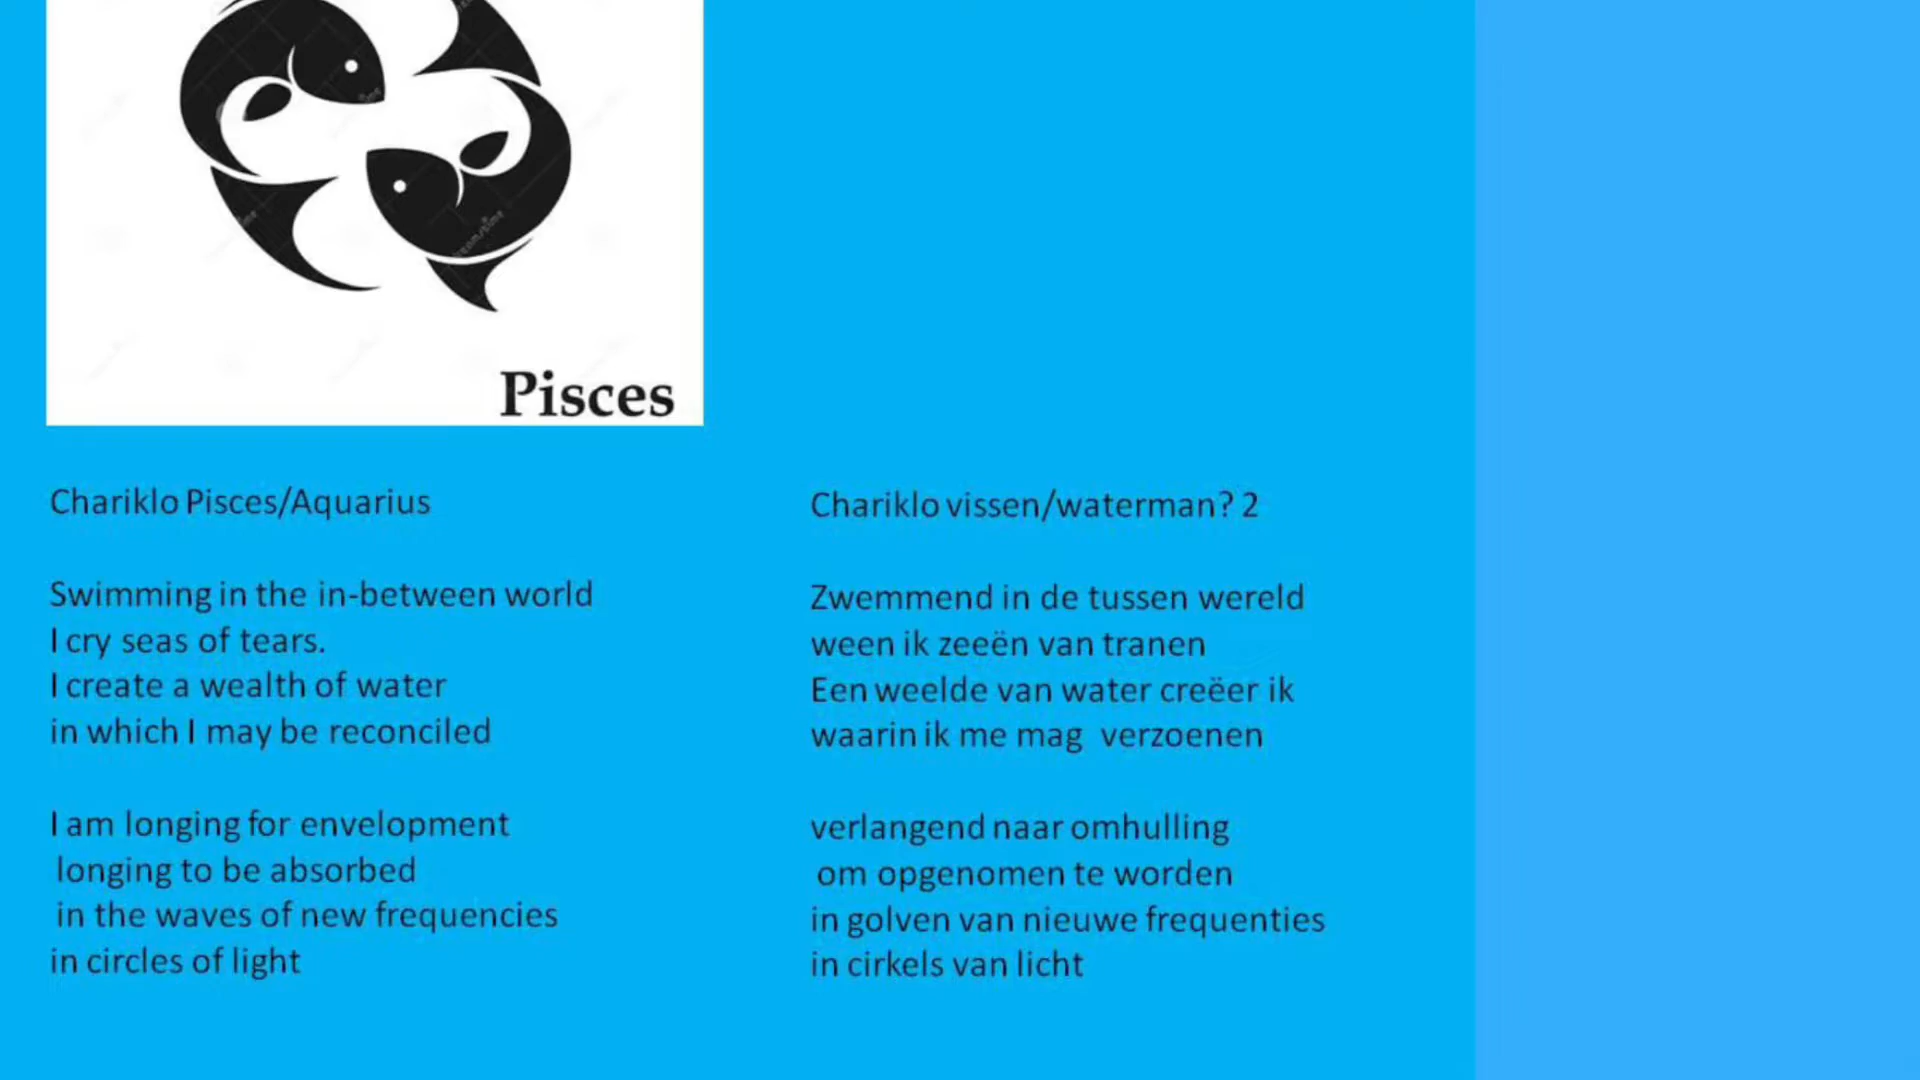 Pisces
Chariklo Pisces/Aquarius
Swimming in the in-between world
I cry seas of tears.
I create a wealth of water
in which I may be reconciled
I am longing for envelopment
longing to be absorbed
in the waves of new frequencies
in circles of light
Chariklo vissen/waterman? 2
Zwemmend in de tussen wereld
ween ik zeeën van tranen
Een weelde van water creëer ik
waarin ik me mag verzoenen
verlangend naar omhulling
om opgenomen te worden
in golven van nieuwe frequenties
in cirkels van licht